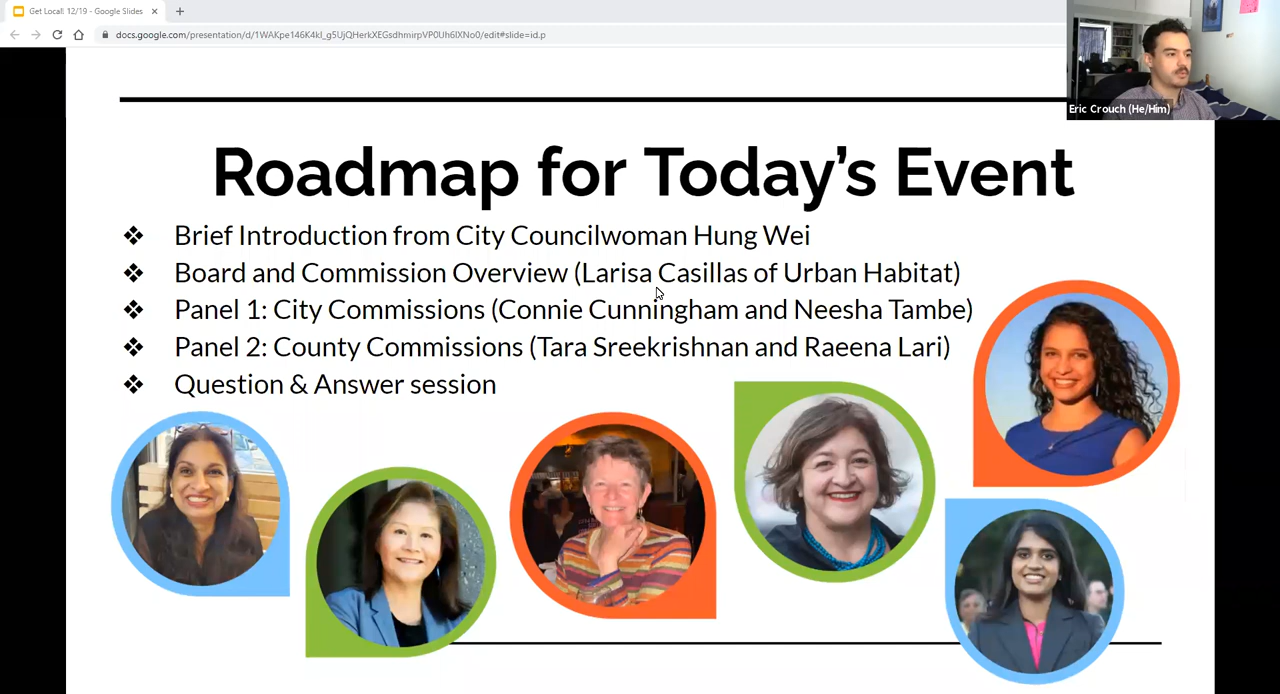 Get Local! 12/19 - Google Slides
docs.google.com/presentation/d/1WAKpe146K4kl_g5UjQHerkXEGsdhmirpVP0Uh6lXNo0/edit#slide=id.p
Eric Crouch (He/Him)
Roadmap for Today's Event
❖ Brief Introduction from City Councilwoman Hung Wei
❖ Board and Commission Overview (Larisa Casillas of Urban Habitat)
❖ Panel 1: City Commissions (Connie Cunningham and Neesha Tambe)
❖ Panel 2: County Commissions (Tara Sreekrishnan and Raeena Lari)
❖ Question & Answer session